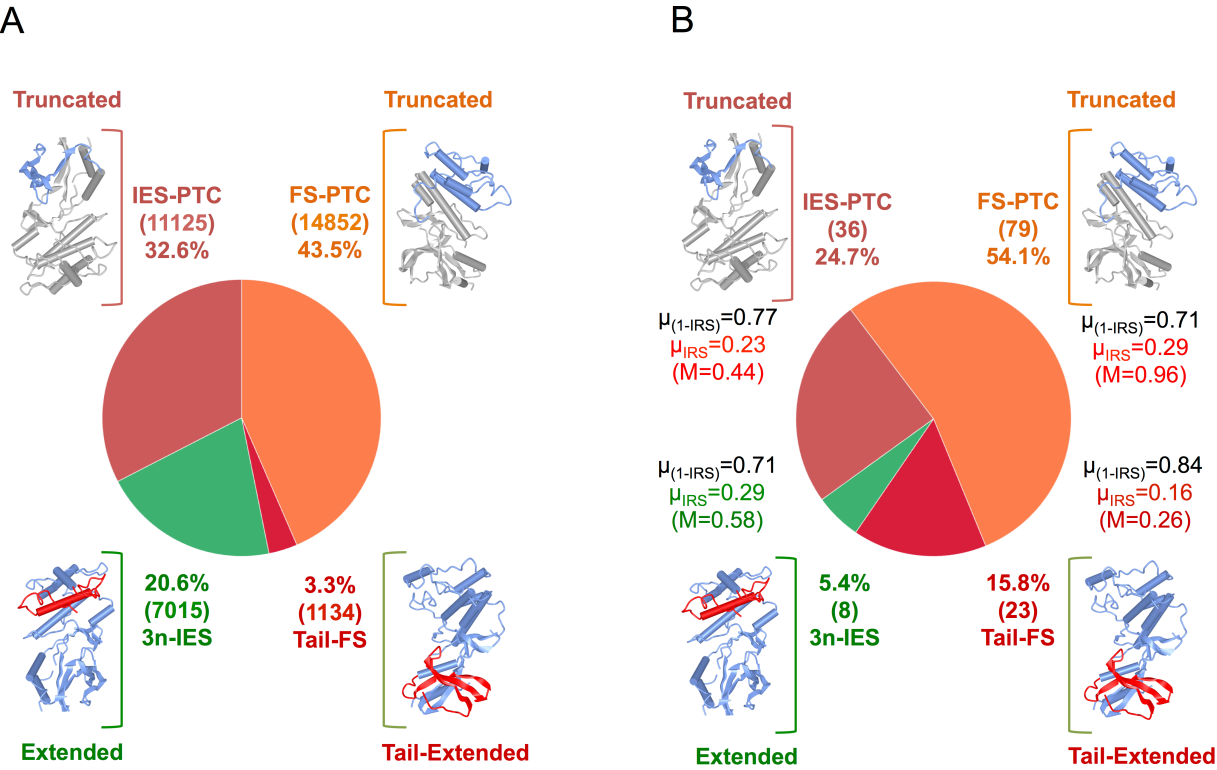 A
Truncated
Truncated
IES-PTC
(11125)
32.6%
FS-PTC
(14852)
43.5%
20.6%
(7015)
3n-IES
3.3%
(1134)
Tail-FS
Extended
Tail-Extended
B
Truncated
Truncated
IES-PTC
(36)
24.7%
FS-PTC
(79)
54.1%
μ(1-IRS)=0.77
μIRS=0.23
(M=0.44)
μ(1-IRS)=0.71
μIRS=0.29
(M=0.96)
μ(1-IRS)=0.71
μIRS=0.29
(M=0.58)
μ(1-IRS)=0.84
μIRS=0.16
(M=0.26)
5.4%
(8)
3n-IES
15.8%
(23)
Tail-FS
Extended
Tail-Extended